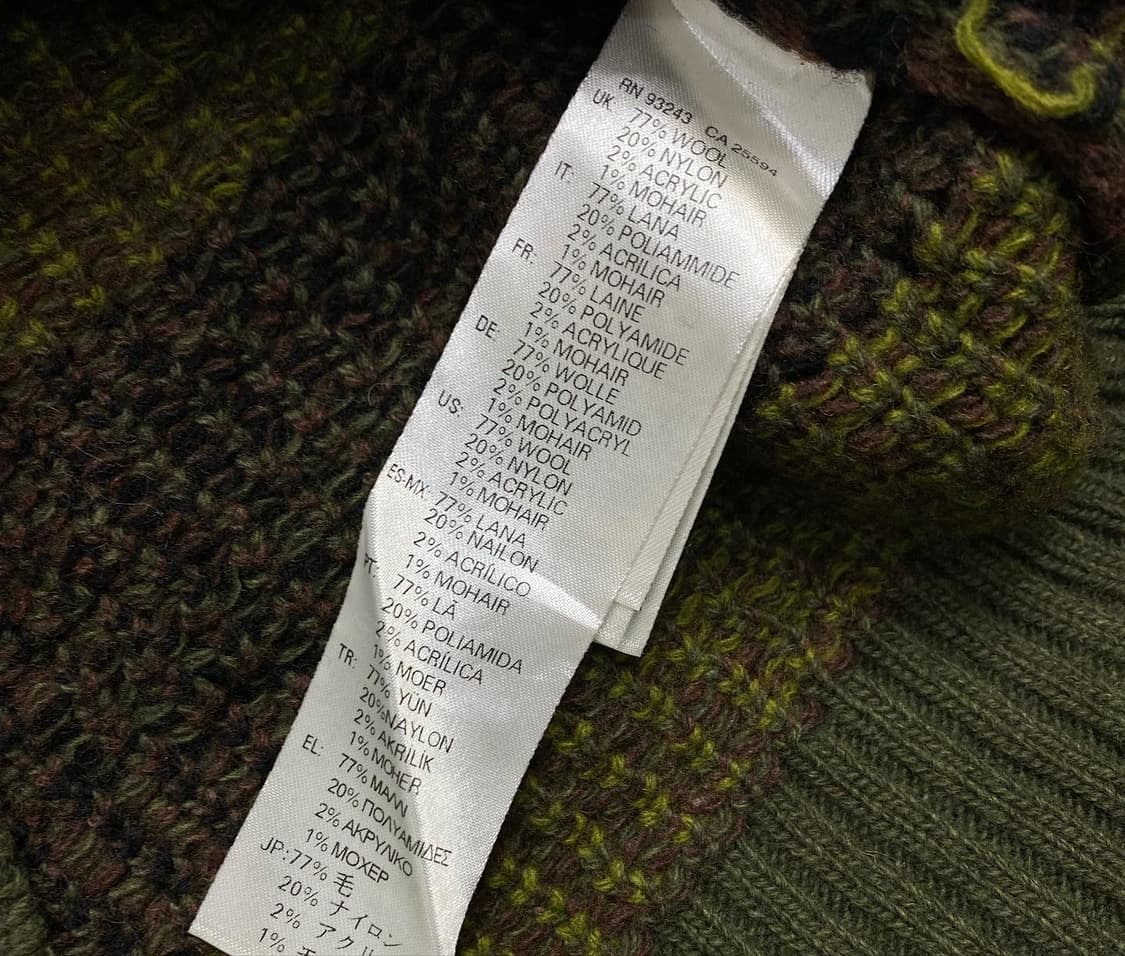 RN 93243 CA 25594
UK: 77% WOOL
20% NYLON
2% ACRYLIC
1% MOHAIR
IT: 77% LANA
20% POLIAMMIDE
2% ACRILICA
1% MOHAIR
FR: 77% LAINE
20% POLYAMIDE
2% ACRYLIQUE
1% MOHAIR
DE: 77% WOLLE
20% POLYAMID
2% POLYACRYL
1% MOHAIR
US: 77% WOOL
20% NYLON
2% ACRYLIC
1% MOHAIR
ES-MX: 77% LANA
20% NAILON
2% ACRÍLICO
1% MOHAIR
PT: 77% LÃ
20% POLIAMIDA
2% ACRÍLICA
1% MOER
TR: 77% YÜN
20% NAYLON
2% AKRİLİK
1% MOHER
EL: 77% ΜΑΛΛΙ
20% ΠΟΛΥΑΜΙΔΕΣ
2% ΑΚΡΥΛΙΚΟ
1% ΜΟΧΕΡ
JP: 77% 毛
20% ナイロン
2% アクリ
1%